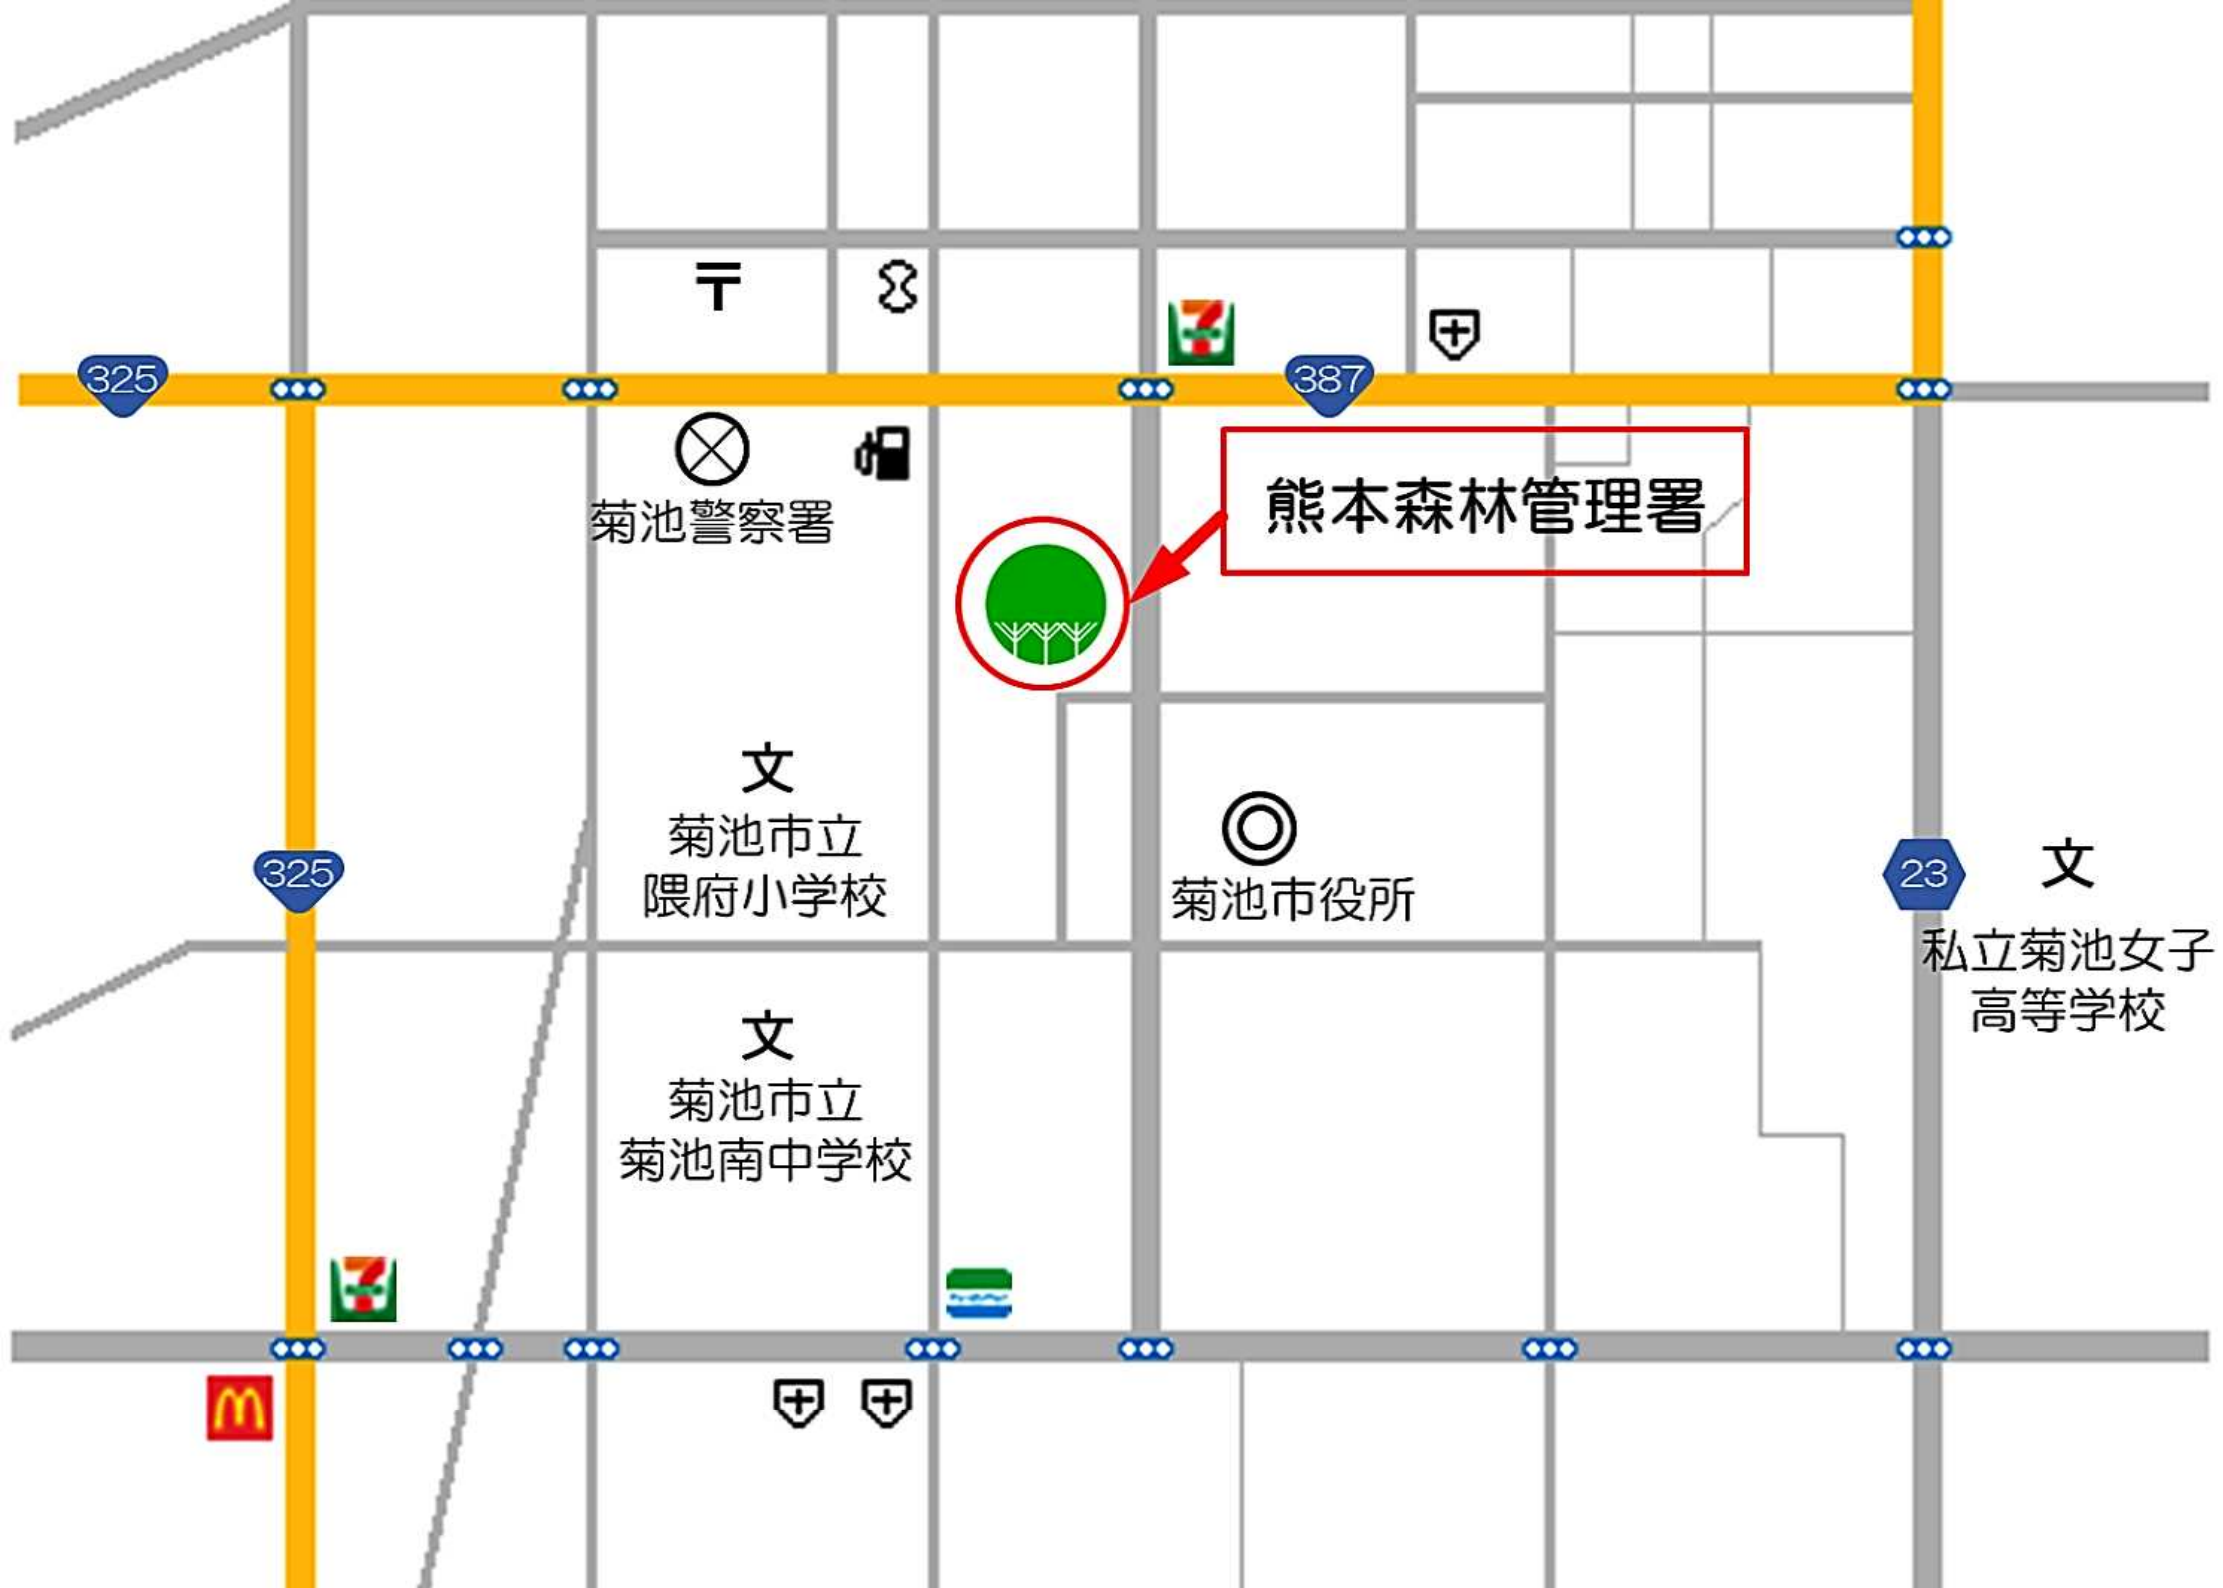 〒
7
325
387
熊本森林管理署
菊池警察署
文
菊池市立
隈府小学校
菊池市役所
325
23
文
私立菊池女子
高等学校
文
菊池市立
菊池南中学校
7